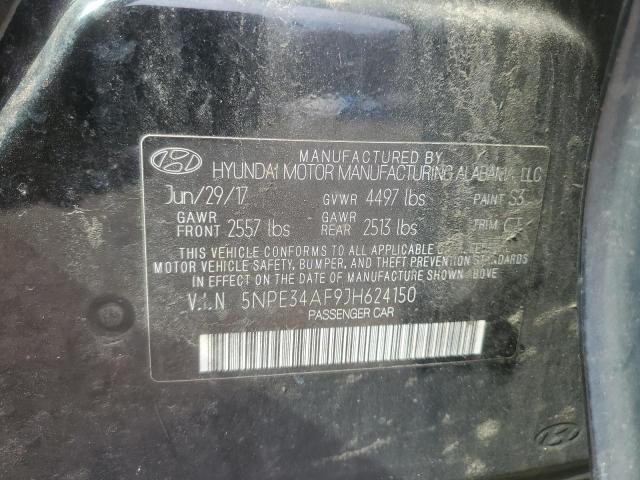 MANUFACTURED BY
HYUNDAI MOTOR MANUFACTURING ALABAMA, LLC
Jun/29/17 GVWR 4497 lbs PAINT S3
GAWR FRONT 2557 lbs GAWR REAR 2513 lbs TRIM
THIS VEHICLE CONFORMS TO ALL APPLICABLE FEDERAL
MOTOR VEHICLE SAFETY, BUMPER, AND THEFT PREVENTION STANDARDS
IN EFFECT ON THE DATE OF MANUFACTURE SHOWN ABOVE
V.I.N 5NPE34AF9JH624150
PASSENGER CAR